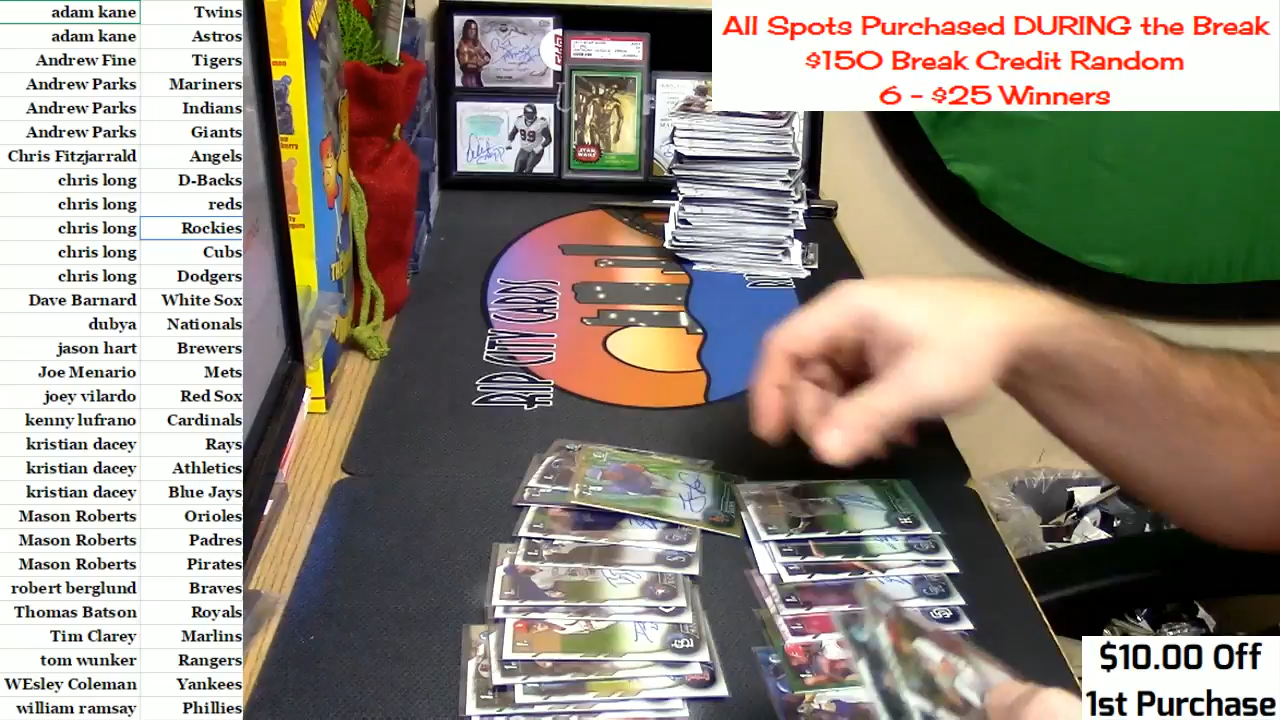 adam kane Twins
adam kane Astros
Andrew Fine Tigers
Andrew Parks Mariners
Andrew Parks Indians
Andrew Parks Giants
Chris Fitzjarrald Angels
chris long D-Backs
chris long reds
chris long Rockies
chris long Cubs
chris long Dodgers
Dave Barnard White Sox
dubya Nationals
jason hart Brewers
Joe Menario Mets
joey vilardo Red Sox
kenny lufrano Cardinals
kristian dacey Rays
kristian dacey Athletics
kristian dacey Blue Jays
Mason Roberts Orioles
Mason Roberts Padres
Mason Roberts Pirates
robert berglund Braves
Thomas Batson Royals
Tim Clarey Marlins
tom wunker Rangers
WEsley Coleman Yankees
william ramsay Phillies
All Spots Purchased DURING the Break
$150 Break Credit Random
6 - $25 Winners
STAR WARS
99
RIP CITY CARDS
$10.00 Off
1st Purchase